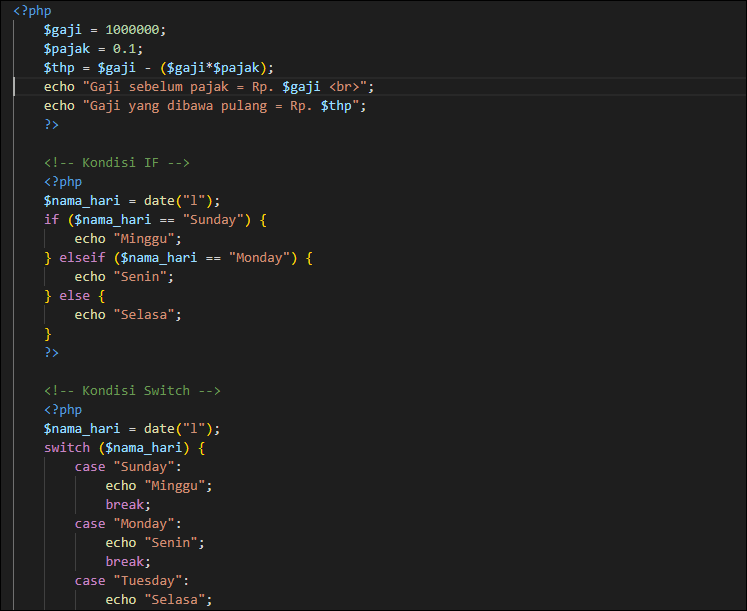 <?php
$gaji = 1000000;
$pajak = 0.1;
$thp = $gaji - ($gaji*$pajak);
echo "Gaji sebelum pajak = Rp. $gaji <br>";
echo "Gaji yang dibawa pulang = Rp. $thp";
?>
<!-- Kondisi IF -->
<?php
$nama_hari = date("l");
if ($nama_hari == "Sunday") {
echo "Minggu";
} elseif ($nama_hari == "Monday") {
echo "Senin";
} else {
echo "Selasa";
}
?>
<!-- Kondisi Switch -->
<?php
$nama_hari = date("l");
switch ($nama_hari) {
case "Sunday":
echo "Minggu";
break;
case "Monday":
echo "Senin";
break;
case "Tuesday":
echo "Selasa";